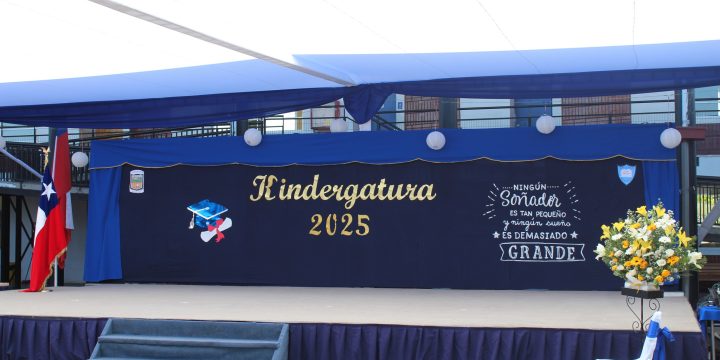 Kindergatura
2025
NINGÚN
SOÑADOR
ES TAN PEQUEÑO
y ningún sueño
ES DEMASIADO
GRANDE